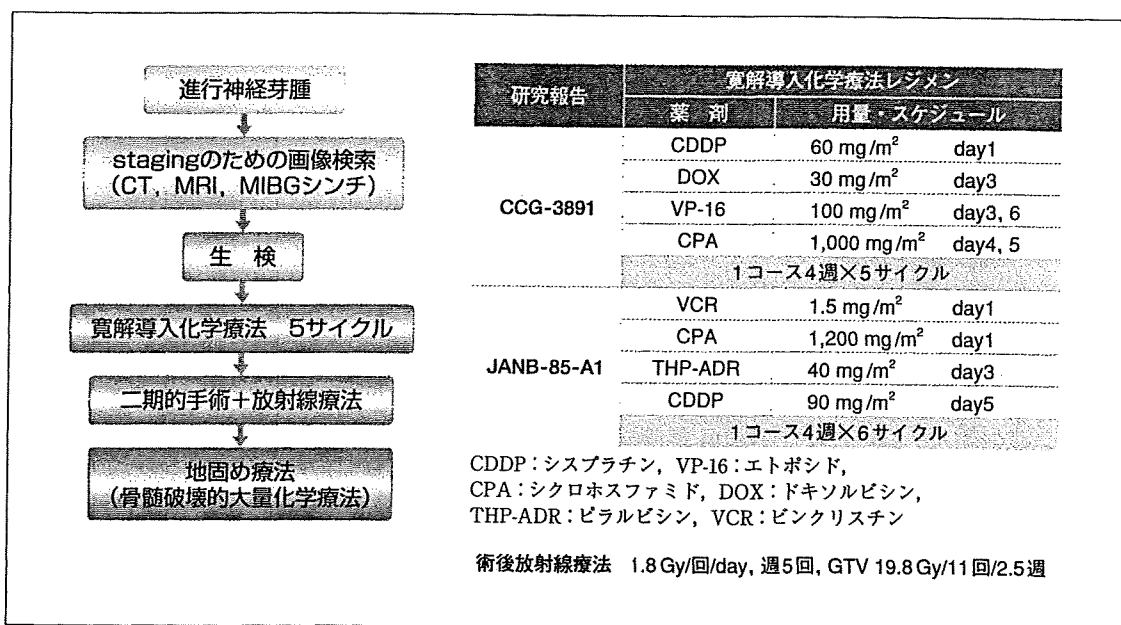 進行神経芽腫
stagingのための画像検索
(CT, MRI, MIBGシンチ)
生 検
寛解導入化学療法 5サイクル
二期的手術+放射線療法
地固め療法
(骨髄破壊的大量化学療法)
研究報告 寛解導入化学療法レジメン
薬 剤 用量・スケジュール
CCG-3891
CDDP 60 mg/m² day1
DOX 30 mg/m² day3
VP-16 100 mg/m² day3, 6
CPA 1,000 mg/m² day4, 5
1コース4週×5サイクル
JANB-85-A1
VCR 1.5 mg/m² day1
CPA 1,200 mg/m² day1
THP-ADR 40 mg/m² day3
CDDP 90 mg/m² day5
1コース4週×6サイクル
CDDP:シスプラチン, VP-16:エトポシド,
CPA:シクロホスファミド, DOX:ドキソルビシン,
THP-ADR:ピラルビシン, VCR:ビンクリスチン
術後放射線療法 1.8 Gy/回/day, 週5回, GTV 19.8 Gy/11回/2.5週